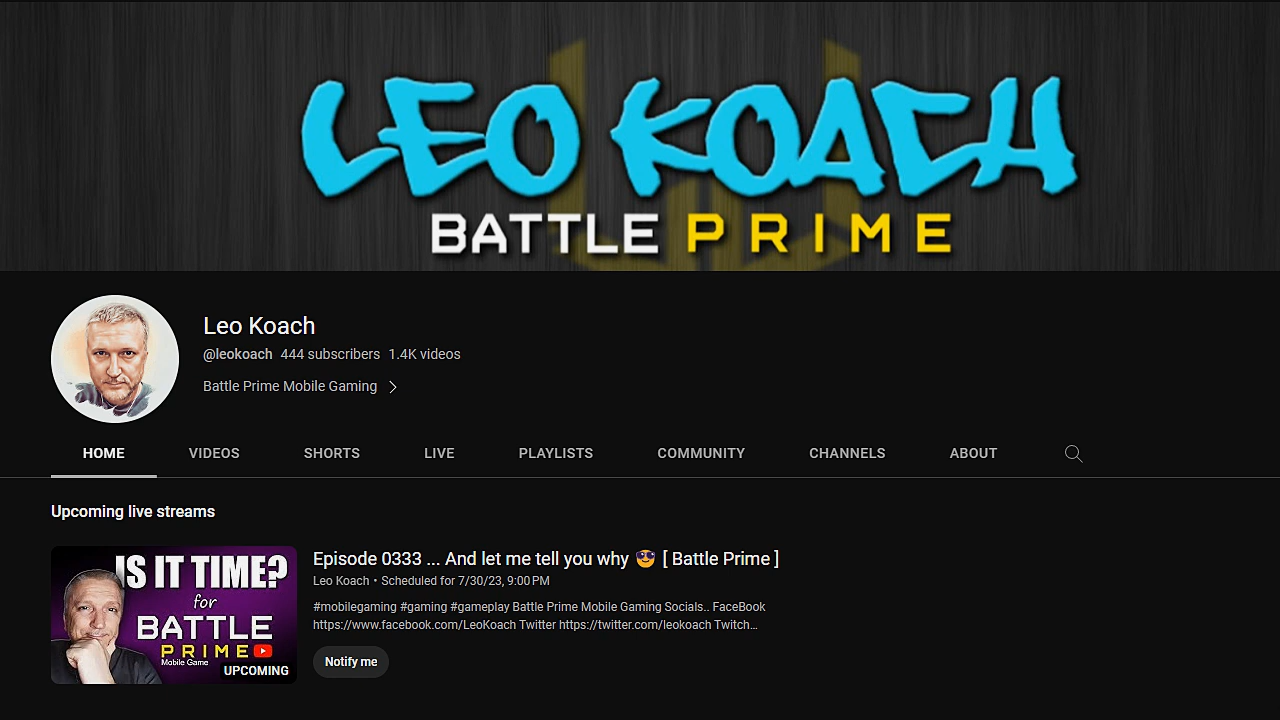 LEO KOACH
BATTLE PRIME
Leo Koach
@leokoach 444 subscribers 1.4K videos
Battle Prime Mobile Gaming
HOME VIDEOS SHORTS LIVE PLAYLISTS COMMUNITY CHANNELS ABOUT
Upcoming live streams
IS IT TIME?
for
BATTLE
PRIME
Mobile Game
UPCOMING
Episode 0333 ... And let me tell you why 😎 [ Battle Prime ]
Leo Koach • Scheduled for 7/30/23, 9:00 PM
#mobilegaming #gaming #gameplay Battle Prime Mobile Gaming Socials.. FaceBook
https://www.facebook.com/LeoKoach Twitter https://twitter.com/leokoach Twitch...
Notify me